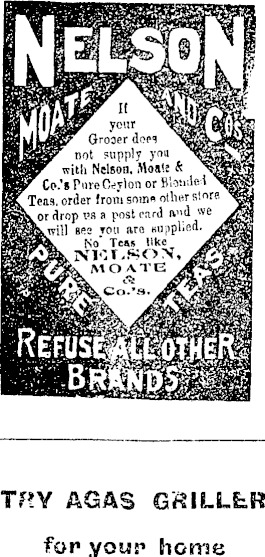 NELSON
MOATE AND Co's
If
your
Grocer does
not supply you
with Nelson, Moate &
Co.'s Pure Ceylon or Blended
Teas, order from some other store
or drop us a post card and we
will see you are supplied.
No Teas like
NELSON,
MOATE
&
Co.'s.
PURE TEAS
REFUSE ALL OTHER
BRANDS
TRY AGAS GRILLER
for your home